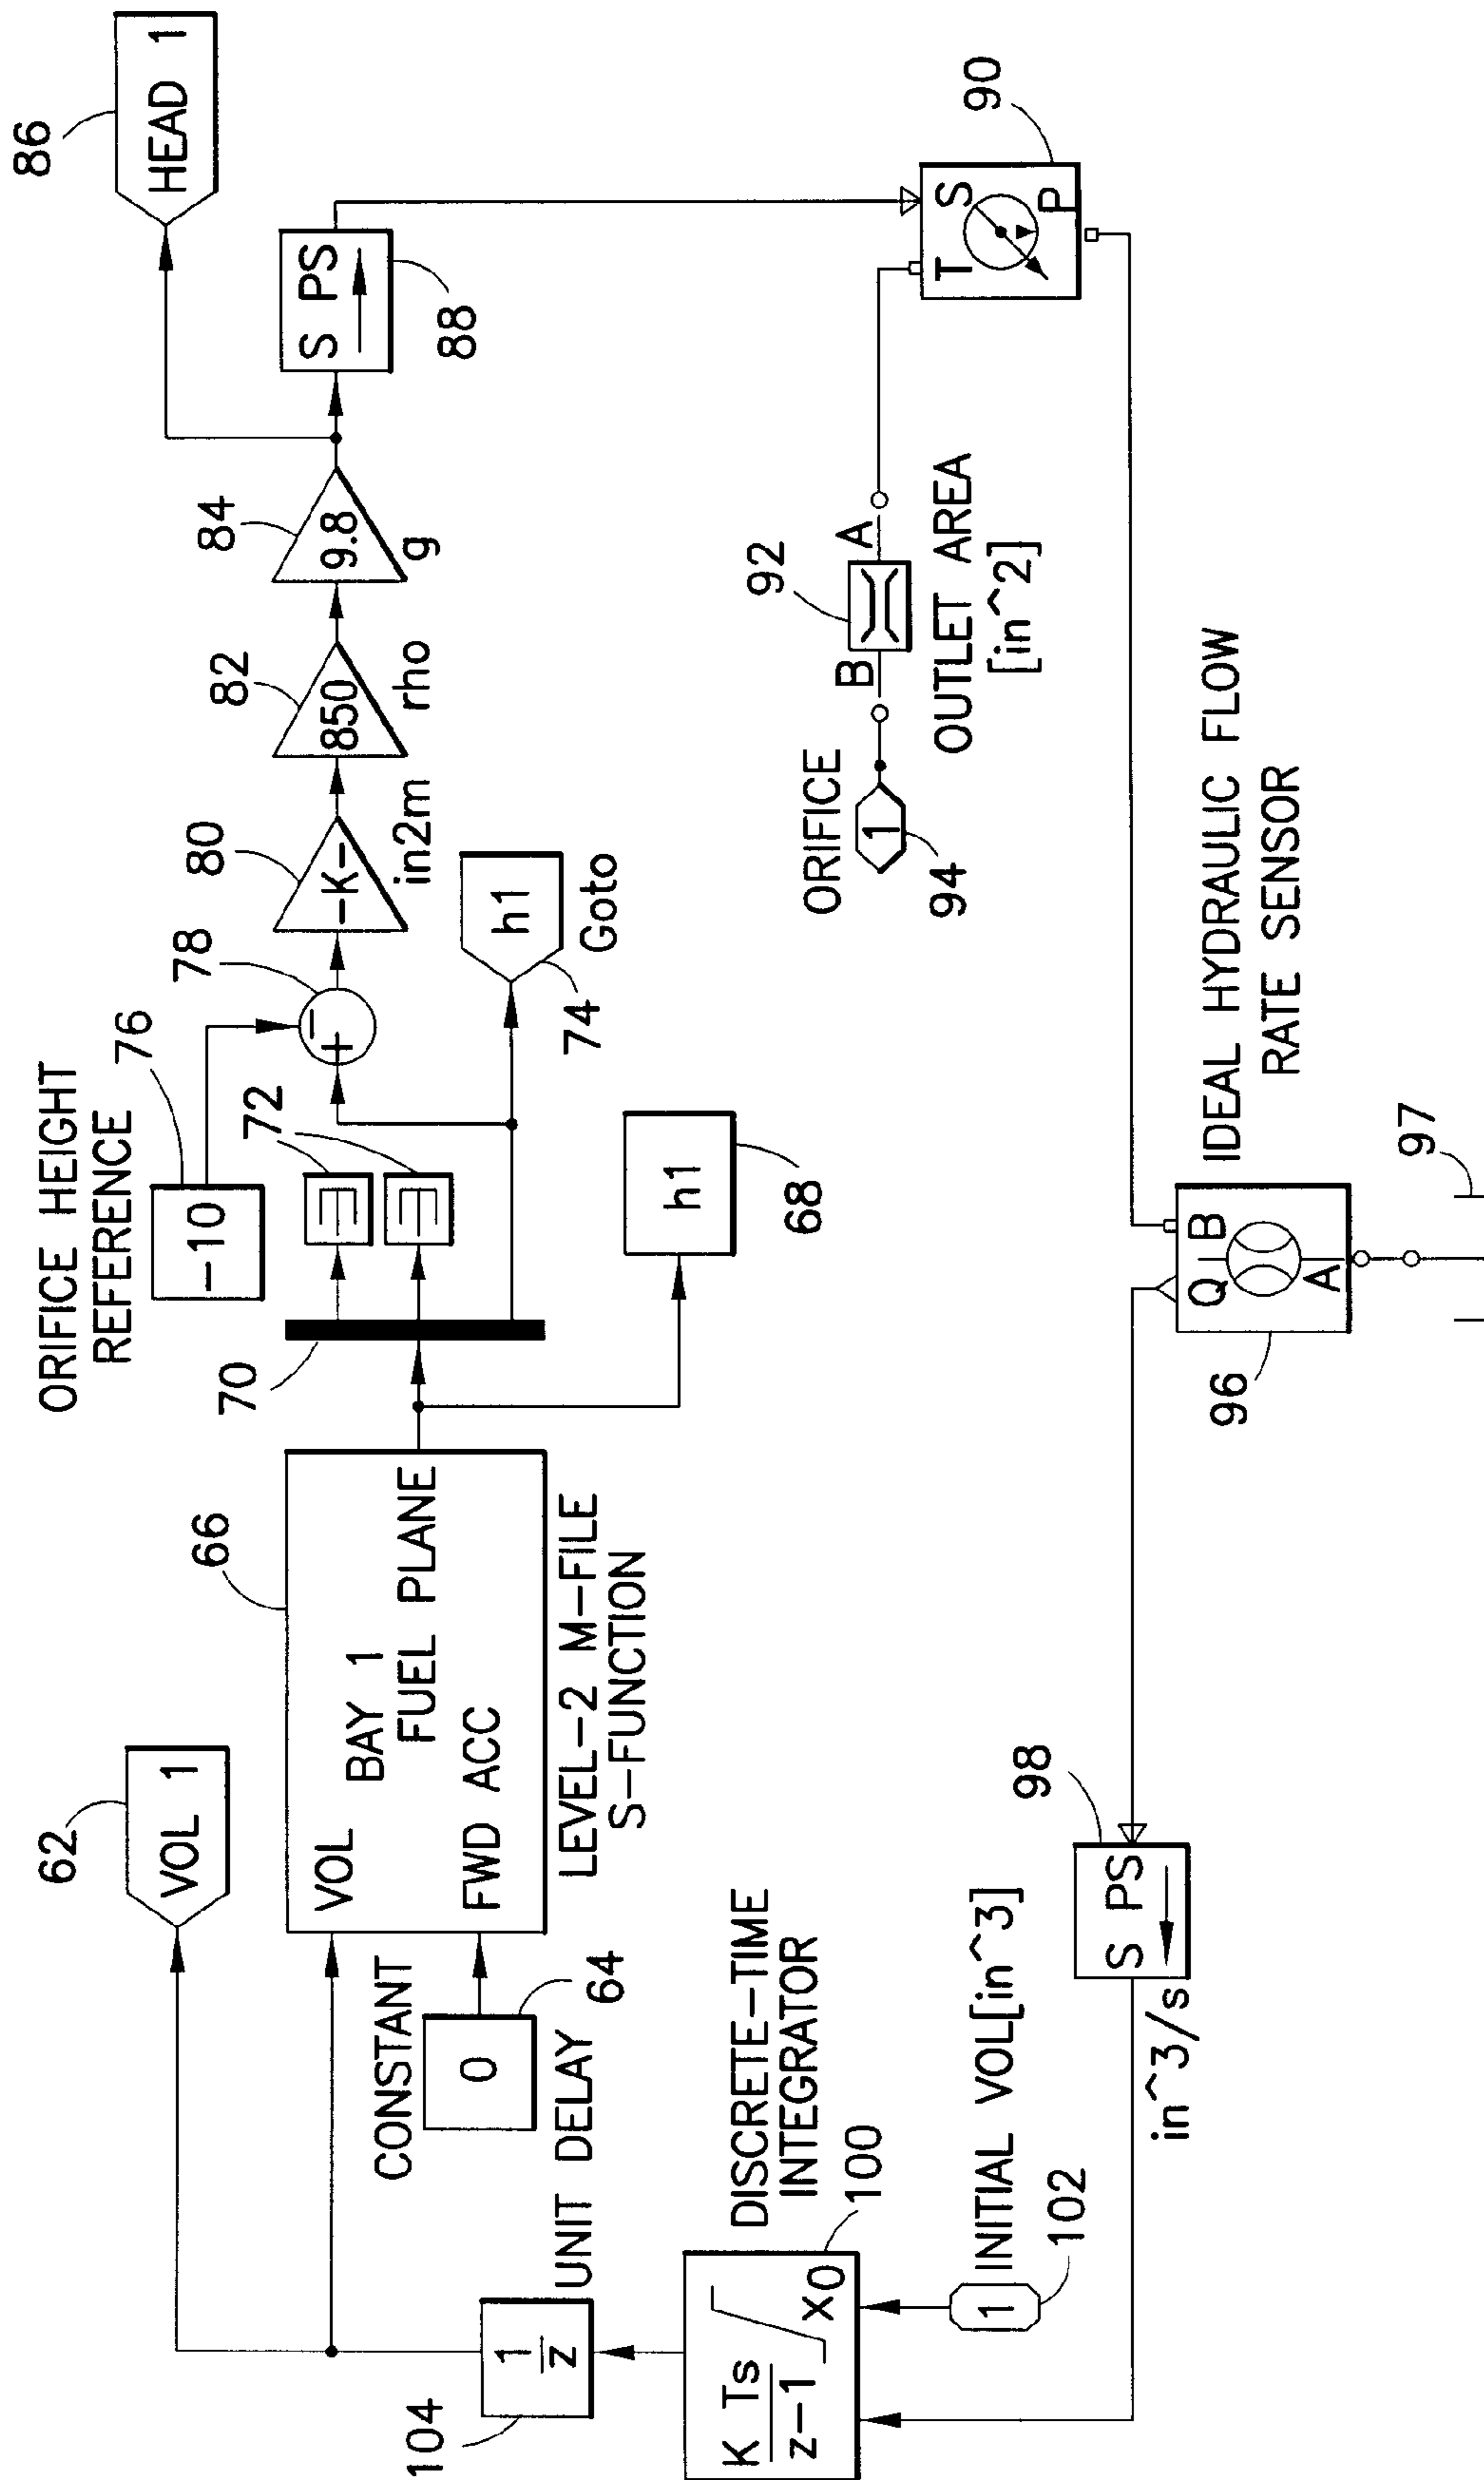 86
HEAD 1
ORIFICE HEIGHT
REFERENCE
76
-10
72
78
80
-K-
in2m
82
850
rho
84
9.8
g
S PS
88
62
VOL 1
66
VOL
BAY 1
FUEL PLANE
FWD ACC
LEVEL-2 M-FILE
S-FUNCTION
70
h1
68
h1
Goto
74
CONSTANT
0
64
104
1
z
UNIT DELAY
ORIFICE
1
94
92
B
A
OUTLET AREA
[in^2]
T S
P
90
K Ts
z-1
x0
DISCRETE-TIME
INTEGRATOR
100
1
INITIAL VOL[in^3]
102
98
S PS
in^3/s
96
Q B
A
IDEAL HYDRAULIC FLOW
RATE SENSOR
97